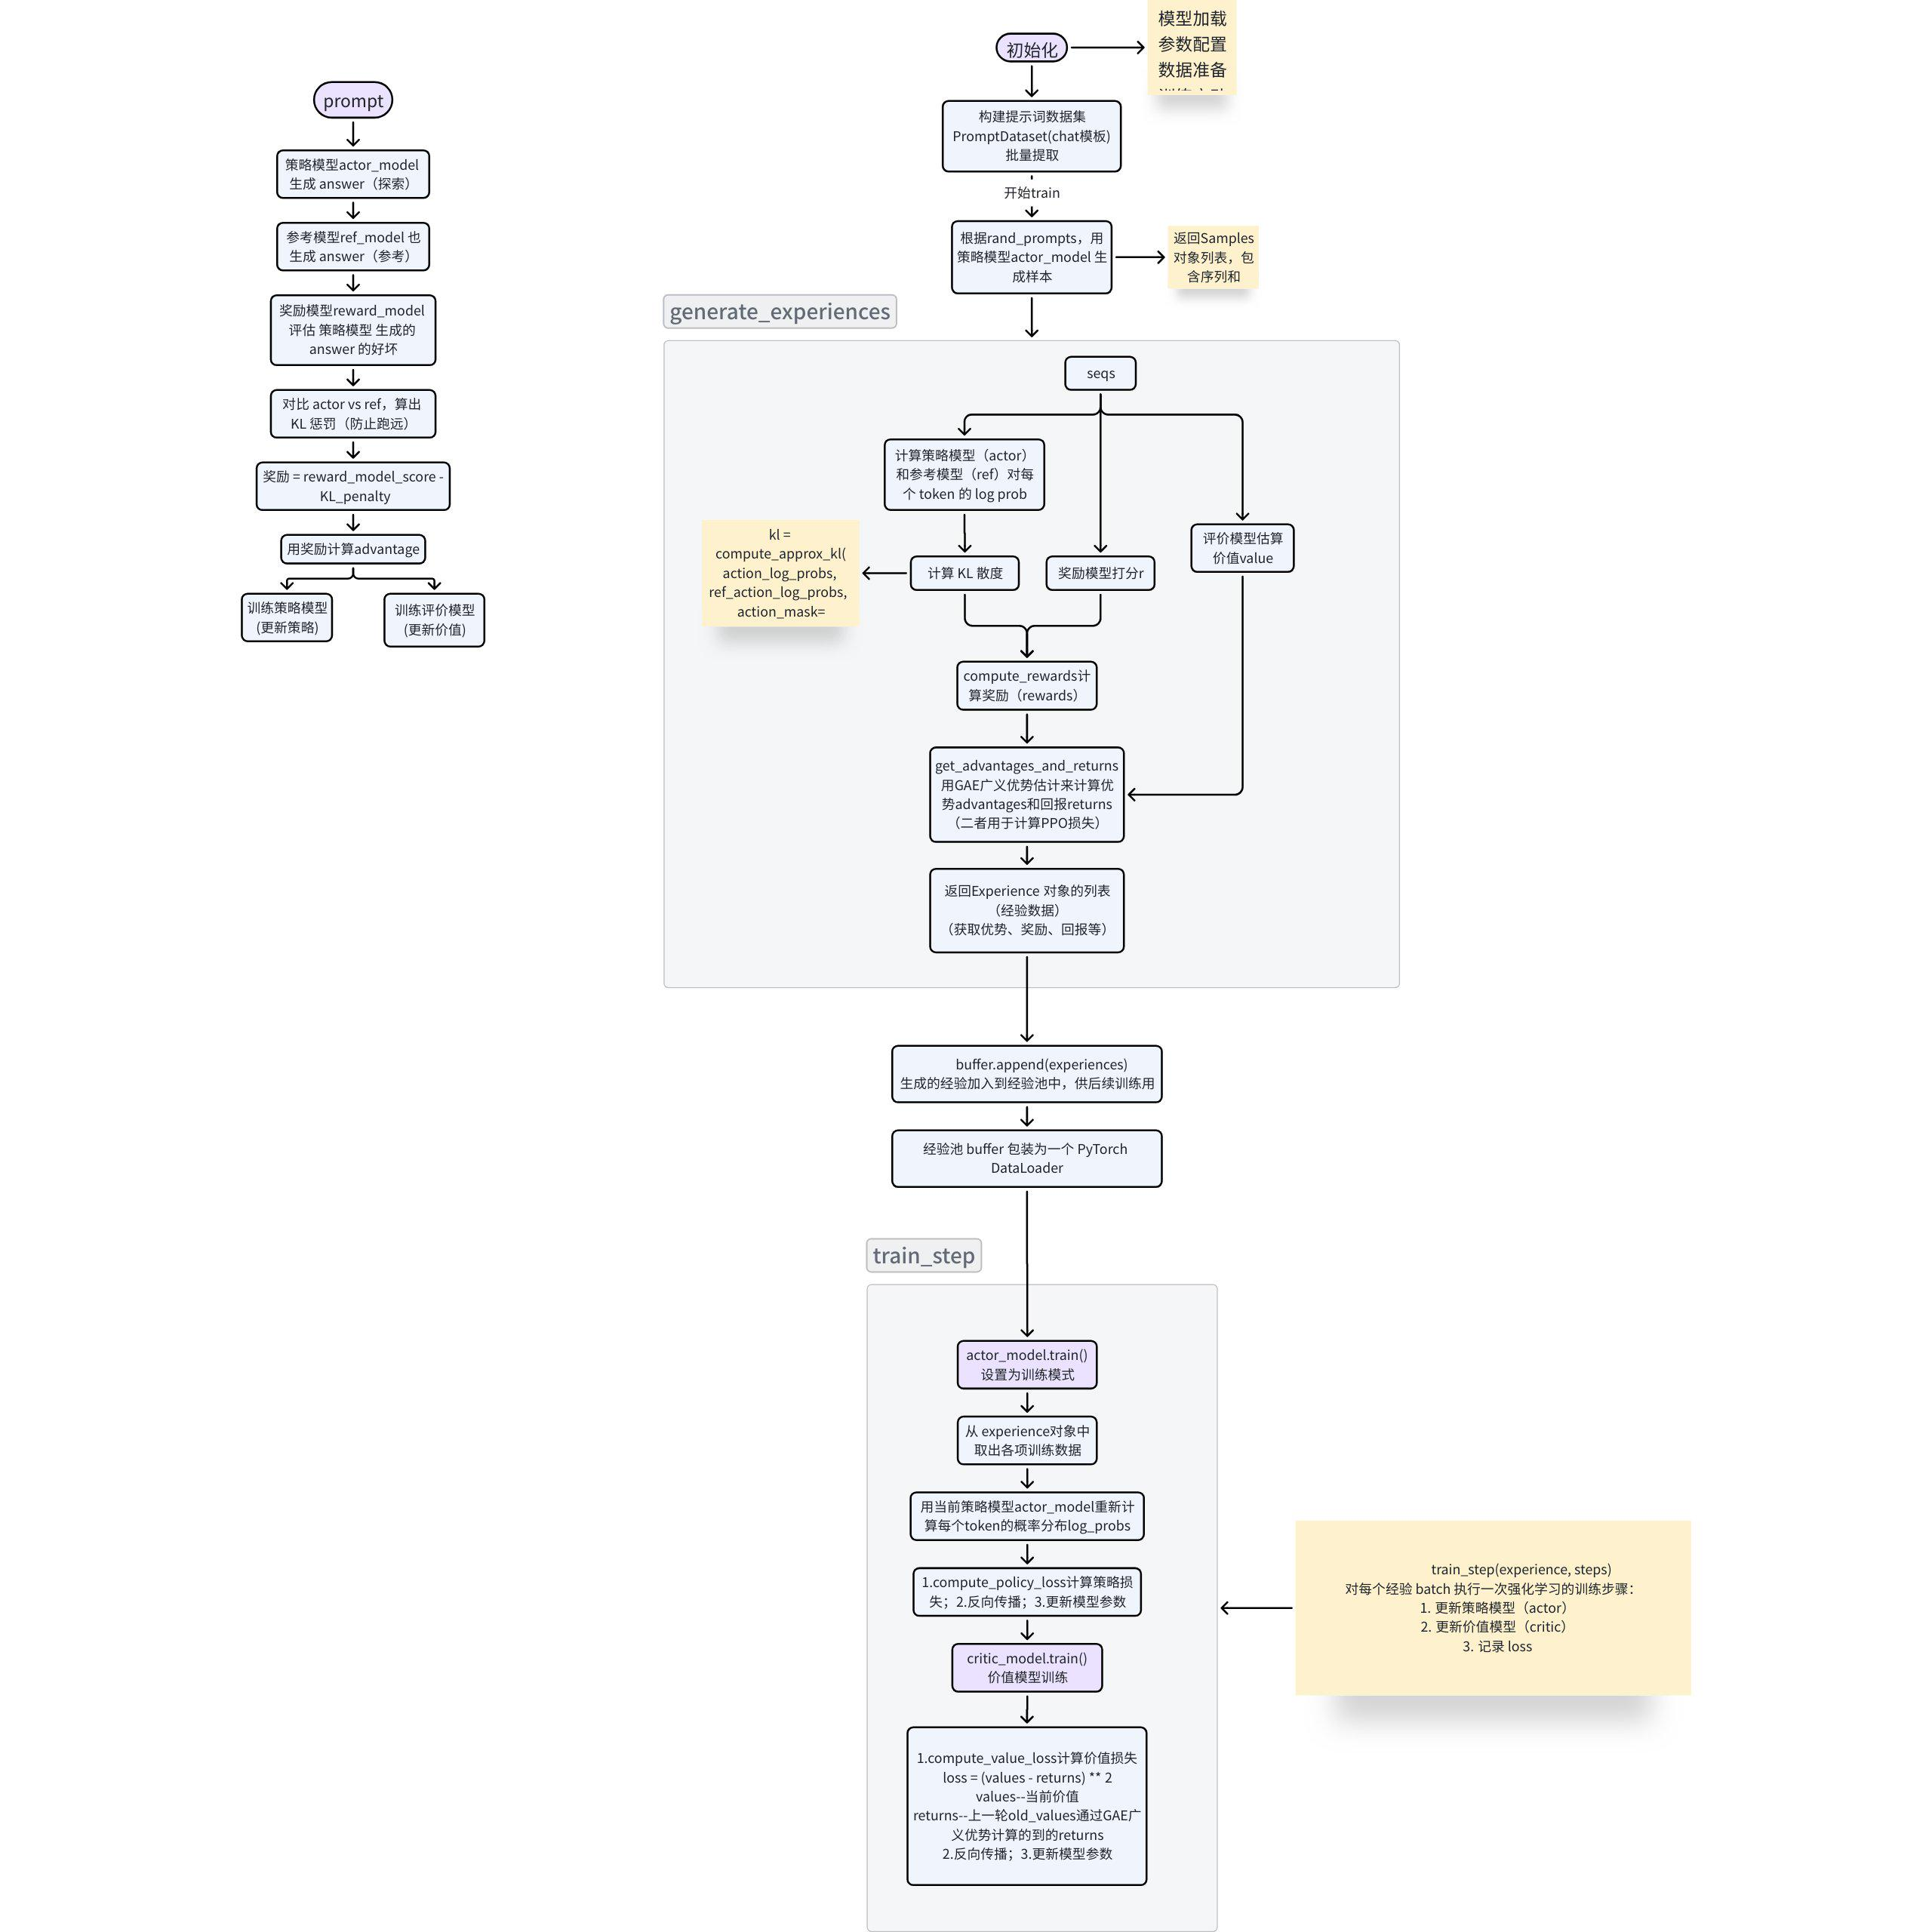 prompt
策略模型actor_model
生成 answer（探索）
参考模型ref_model 也
生成 answer（参考）
奖励模型reward_model
评估 策略模型 生成的
answer 的好坏
对比 actor vs ref，算出
KL 惩罚（防止跑远）
奖励 = reward_model_score -
KL_penalty
用奖励计算advantage
训练策略模型
(更新策略)
训练评价模型
(更新价值)
初始化
模型加载
参数配置
数据准备
构建提示词数据集
PromptDataset(chat模板)
批量提取
开始train
根据rand_prompts，用
策略模型actor_model 生
成样本
返回Samples
对象列表，包
含序列和
generate_experiences
seqs
计算策略模型（actor）
和参考模型（ref）对每
个 token 的 log prob
kl =
compute_approx_kl(
action_log_probs,
ref_action_log_probs,
action_mask=
计算 KL 散度
奖励模型打分r
评价模型估算
价值value
compute_rewards计
算奖励（rewards）
get_advantages_and_returns
用GAE广义优势估计来计算优
势advantages和回报returns
（二者用于计算PPO损失）
返回Experience 对象的列表
（经验数据）
（获取优势、奖励、回报等）
buffer.append(experiences)
生成的经验加入到经验池中，供后续训练用
经验池 buffer 包装为一个 PyTorch
DataLoader
train_step
actor_model.train()
设置为训练模式
从 experience对象中
取出各项训练数据
用当前策略模型actor_model重新计
算每个token的概率分布log_probs
1.compute_policy_loss计算策略损
失；2.反向传播；3.更新模型参数
critic_model.train()
价值模型训练
1.compute_value_loss计算价值损失
loss = (values - returns) ** 2
values--当前价值
returns--上一轮old_values通过GAE广
义优势计算的到的returns
2.反向传播；3.更新模型参数
train_step(experience, steps)
对每个经验 batch 执行一次强化学习的训练步骤：
1. 更新策略模型（actor）
2. 更新价值模型（critic）
3. 记录 loss